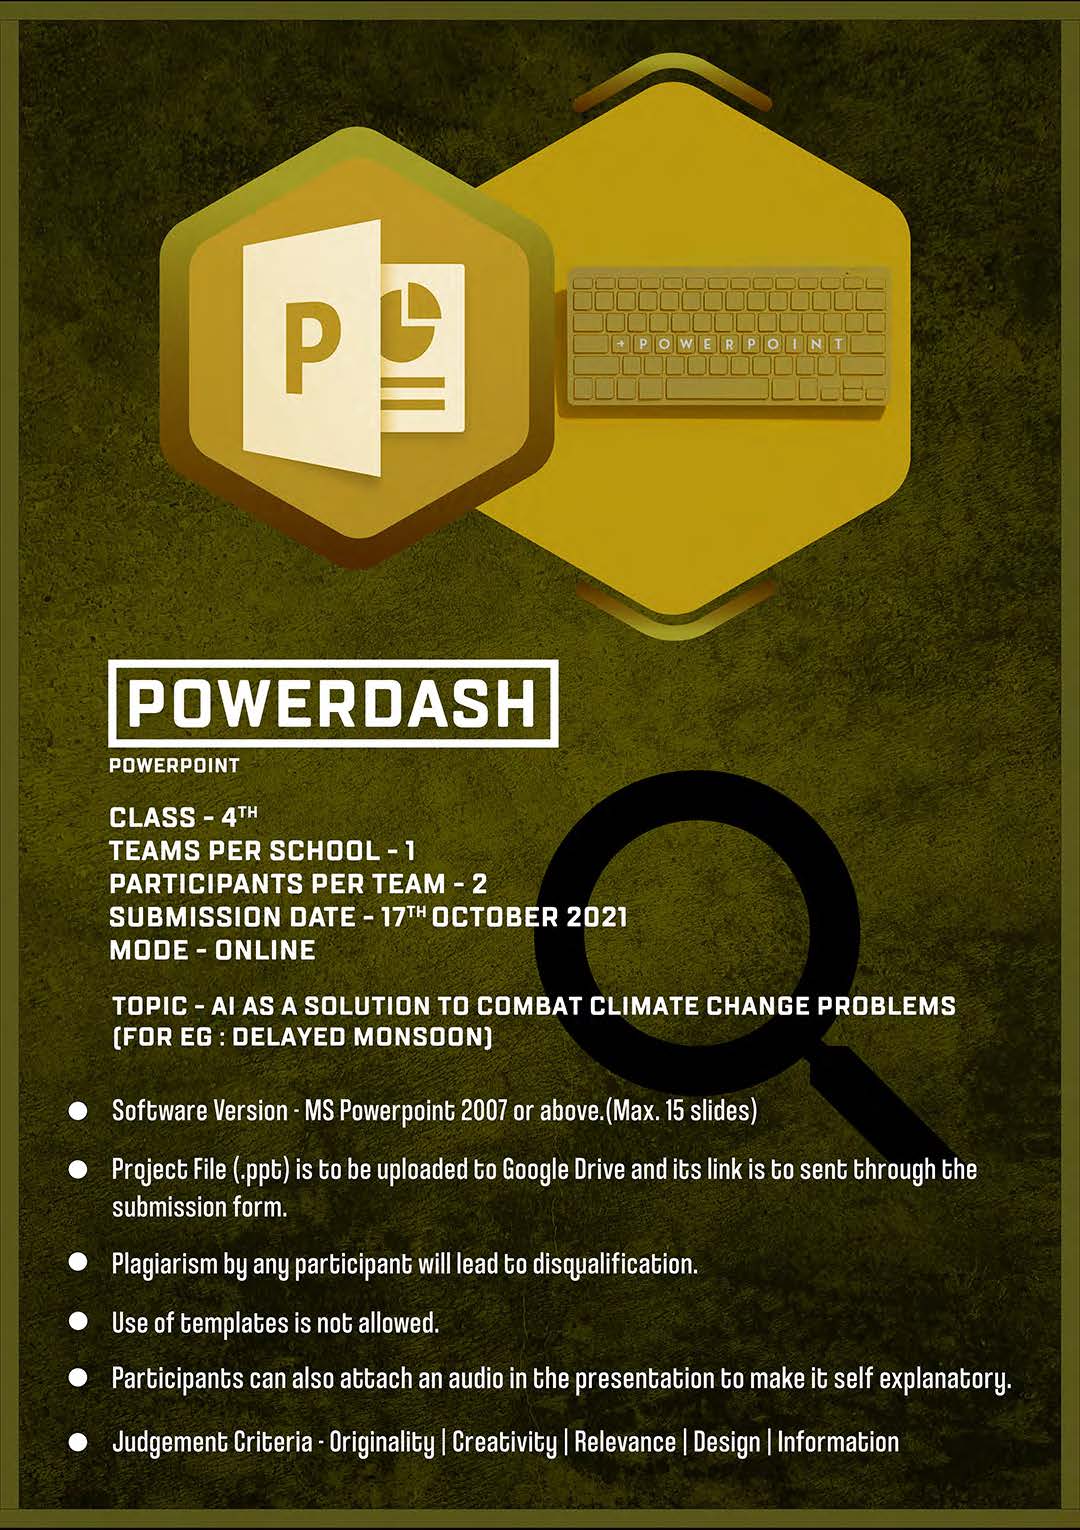 P
→POWERPOINT
POWERDASH
POWERPOINT
CLASS - 4TH
TEAMS PER SCHOOL - 1
PARTICIPANTS PER TEAM - 2
SUBMISSION DATE - 17TH OCTOBER 2021
MODE - ONLINE
TOPIC - AI AS A SOLUTION TO COMBAT CLIMATE CHANGE PROBLEMS
(FOR EG : DELAYED MONSOON)
Software Version - MS Powerpoint 2007 or above.(Max. 15 slides)
Project File (.ppt) is to be uploaded to Google Drive and its link is to sent through the
submission form.
Plagiarism by any participant will lead to disqualification.
Use of templates is not allowed.
Participants can also attach an audio in the presentation to make it self explanatory.
Judgement Criteria - Originality | Creativity | Relevance | Design | Information